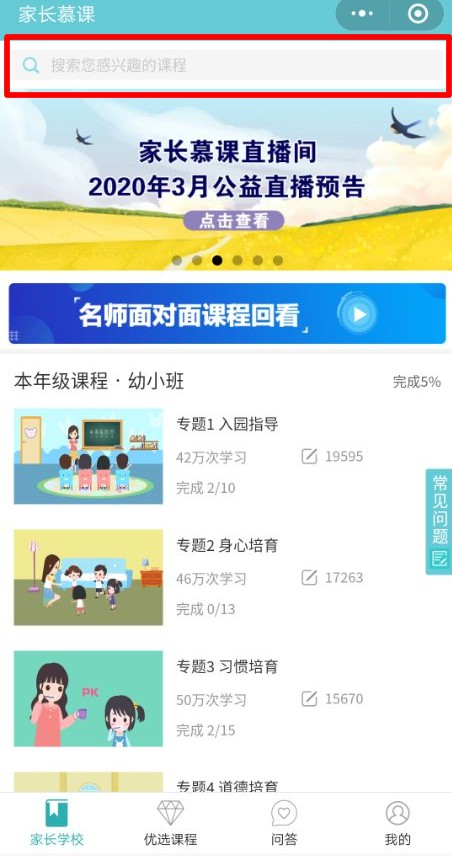 家长慕课
搜索您感兴趣的课程
家长慕课直播间
2020年3月公益直播预告
点击查看
名师面对面课程回看
本年级课程·幼小班
完成5%
专题1 入园指导
42万次学习
19595
完成 2/10
常见问题
专题2 身心培育
46万次学习
17263
完成 0/13
专题3 习惯培育
50万次学习
15670
完成 2/15
PK
专题4 道德培育
家长学校
优选课程
问答
我的